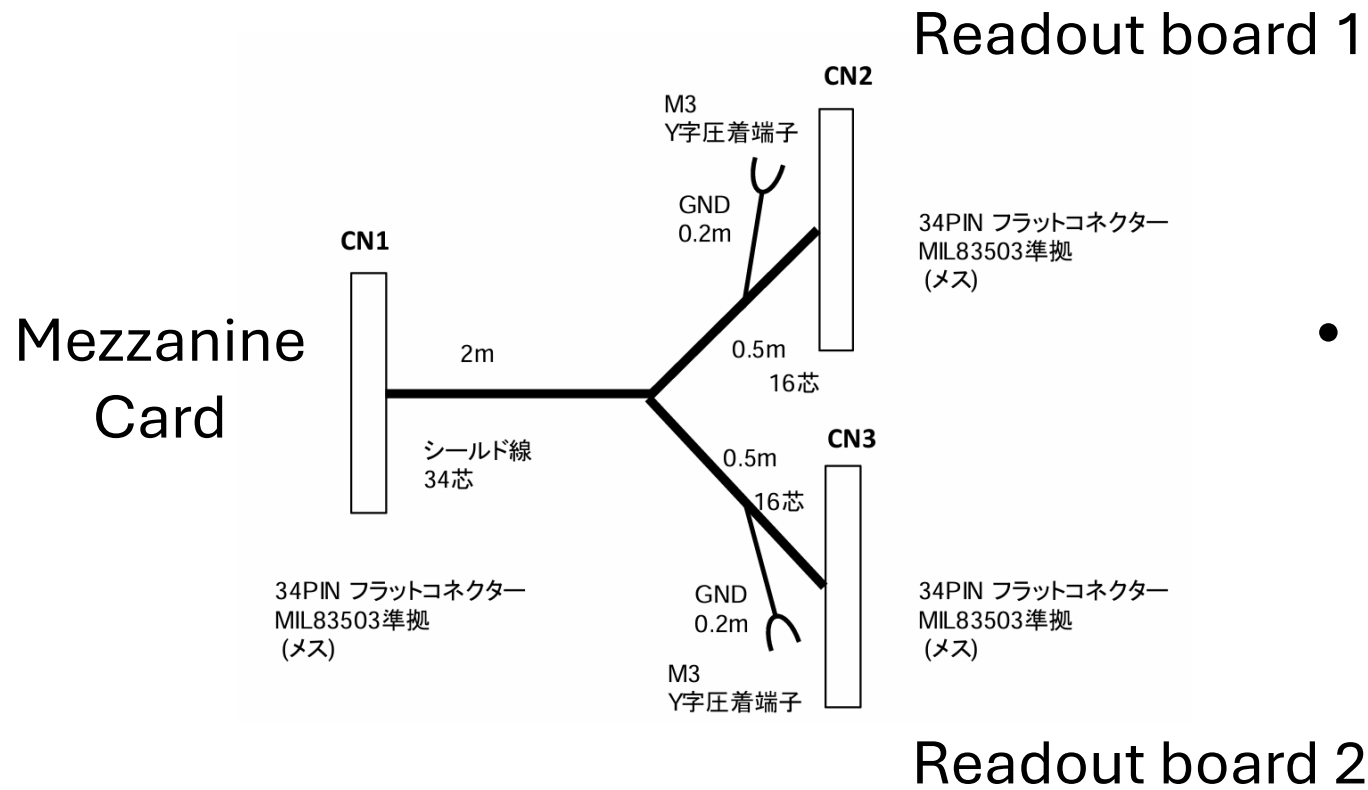 Readout board 1
CN2
M3
Y字圧着端子
GND
0.2m
34PIN フラットコネクター
MIL83503準拠
(メス)
CN1
Mezzanine
Card
2m
0.5m
16芯
シールド線
34芯
CN3
0.5m
16芯
34PIN フラットコネクター
MIL83503準拠
(メス)
GND
0.2m
M3
Y字圧着端子
34PIN フラットコネクター
MIL83503準拠
(メス)
Readout board 2